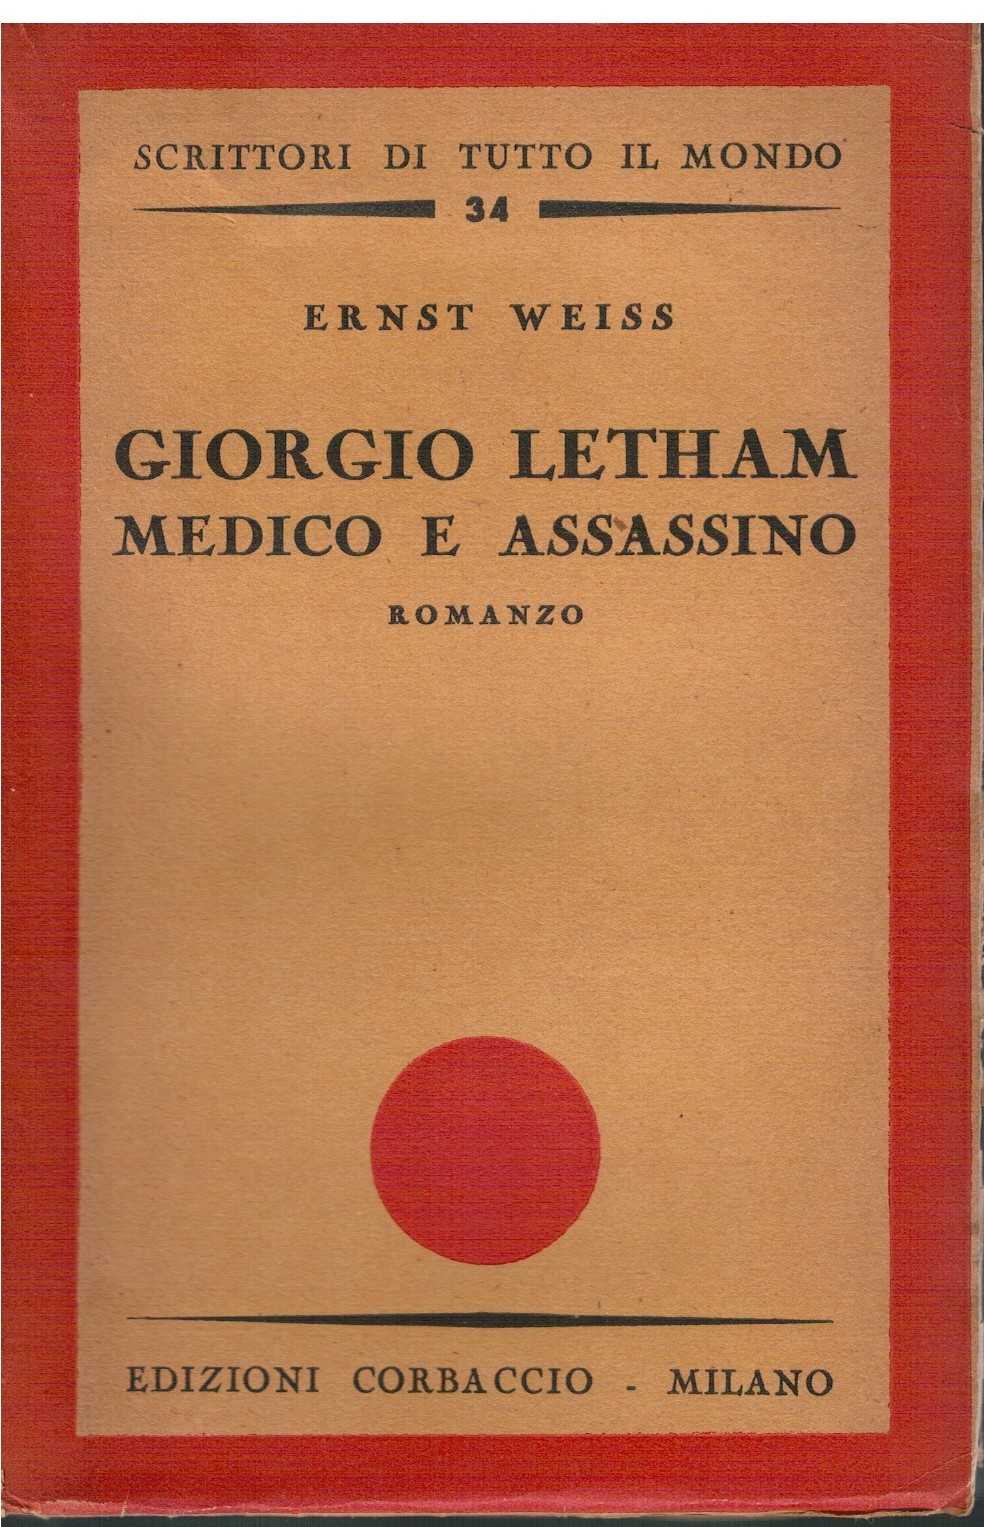 SCRITTORI DI TUTTO IL MONDO
34
ERNST WEISS
GIORGIO LETHAM
MEDICO E ASSASSINO
ROMANZO
EDIZIONI CORBACCIO - MILANO